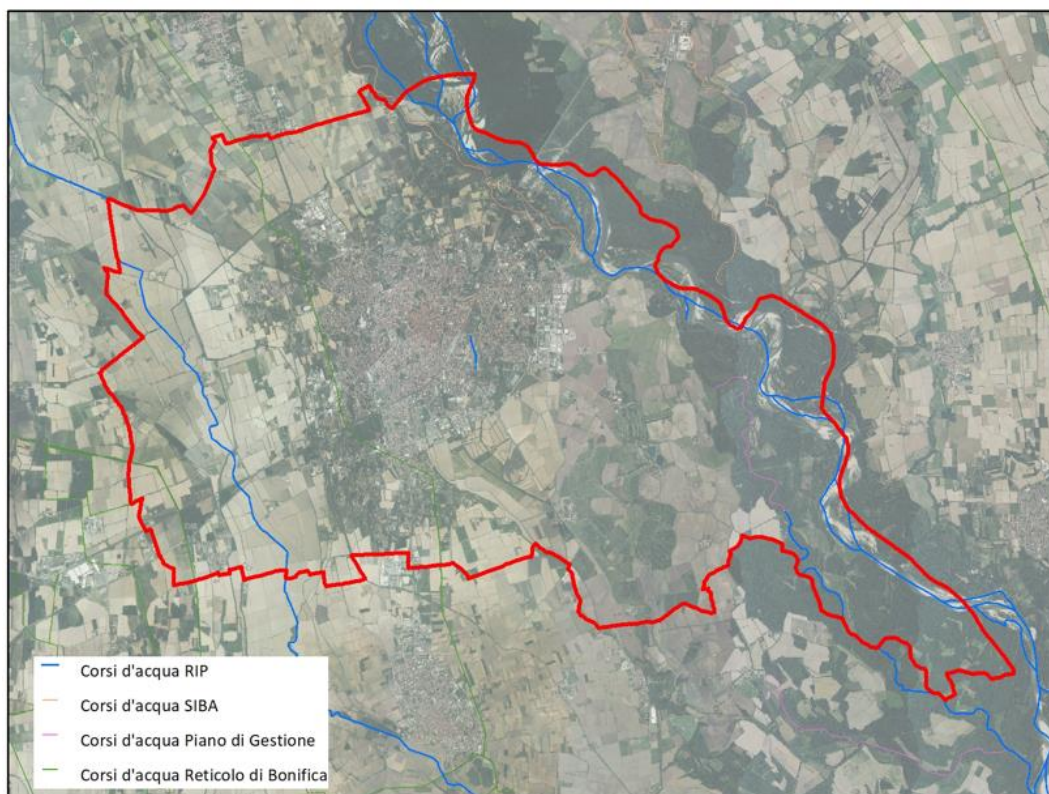 Corsi d'acqua RIP
Corsi d'acqua SIBA
Corsi d'acqua Piano di Gestione
Corsi d'acqua Reticolo di Bonifica